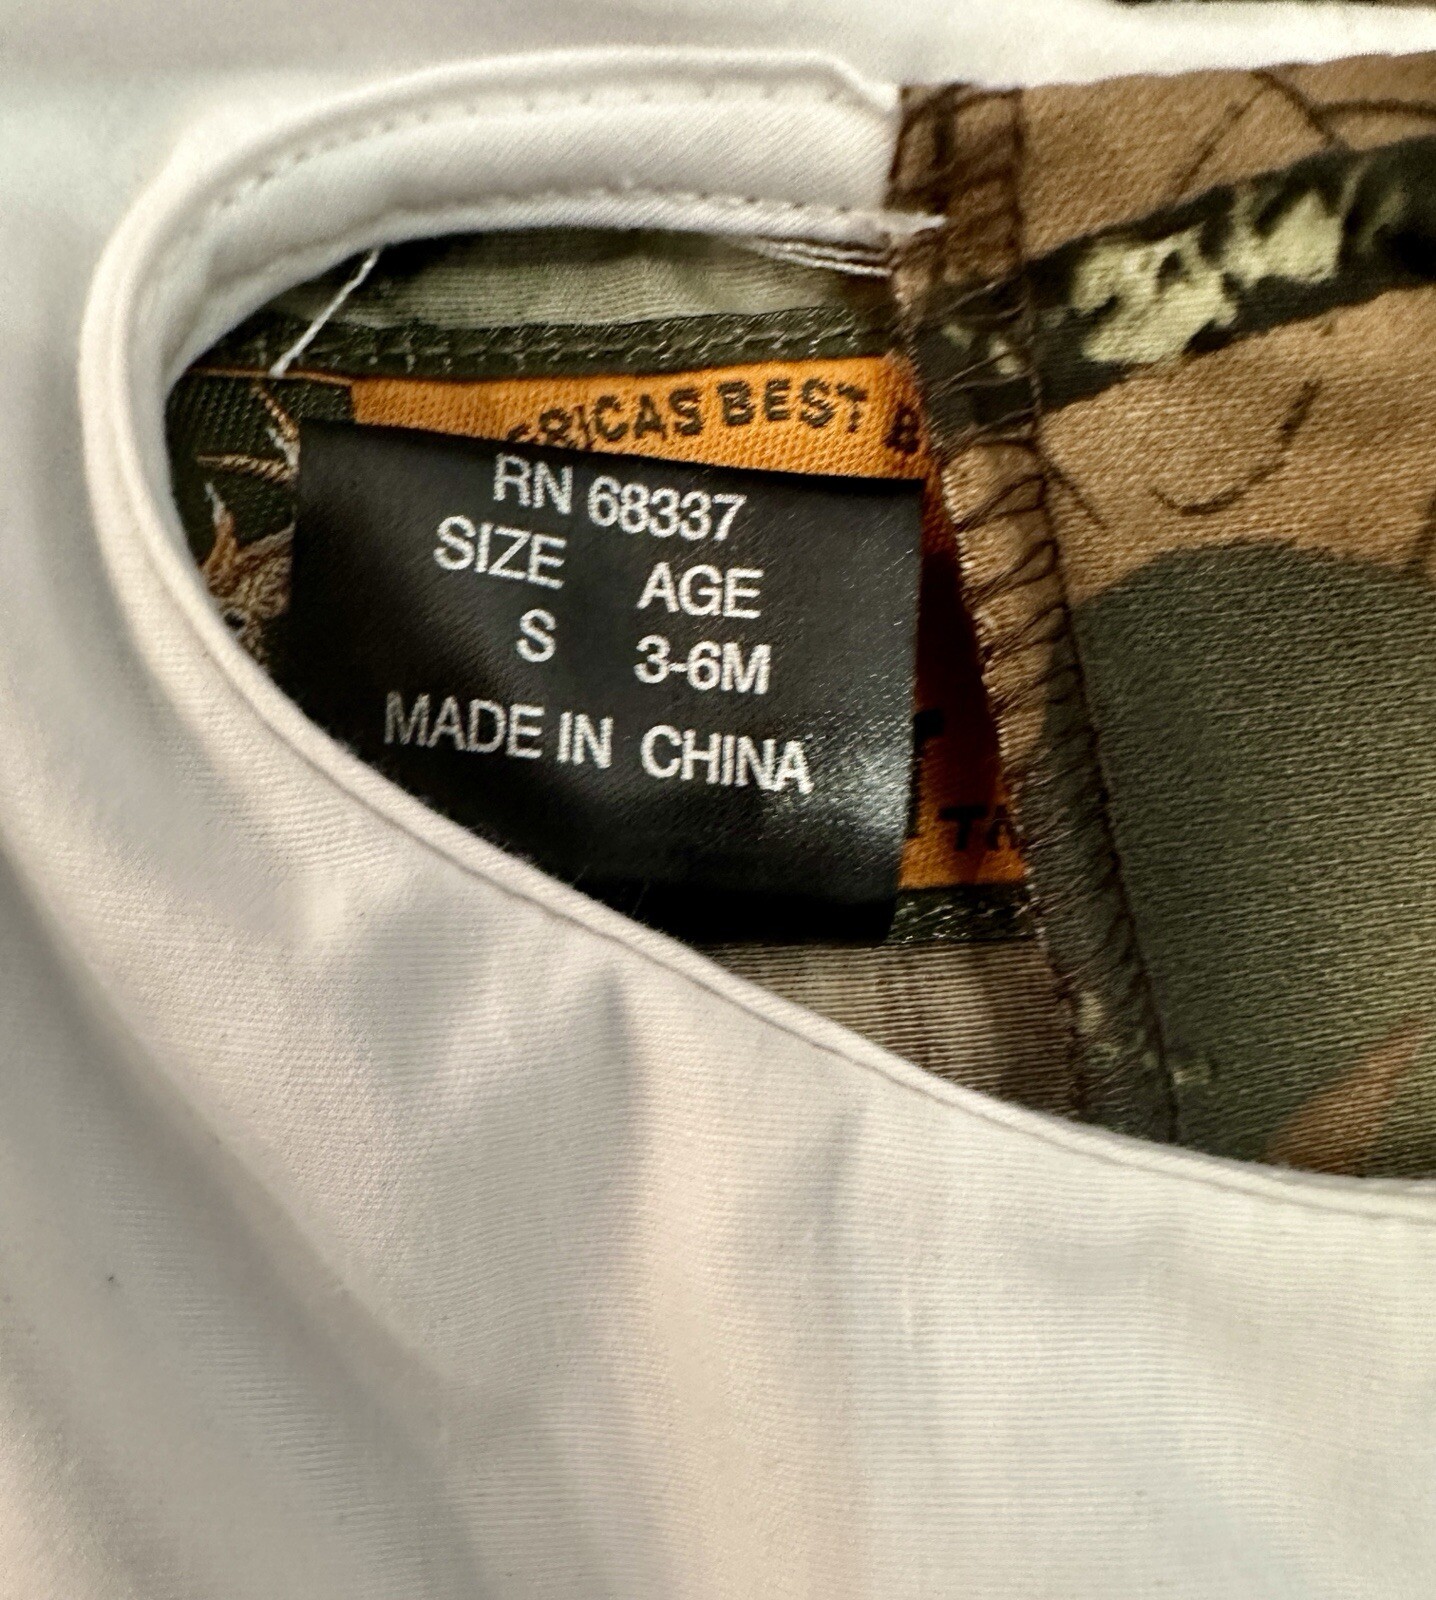 RICAS BEST
RN 68337
SIZE AGE
S 3-6M
MADE IN CHINA